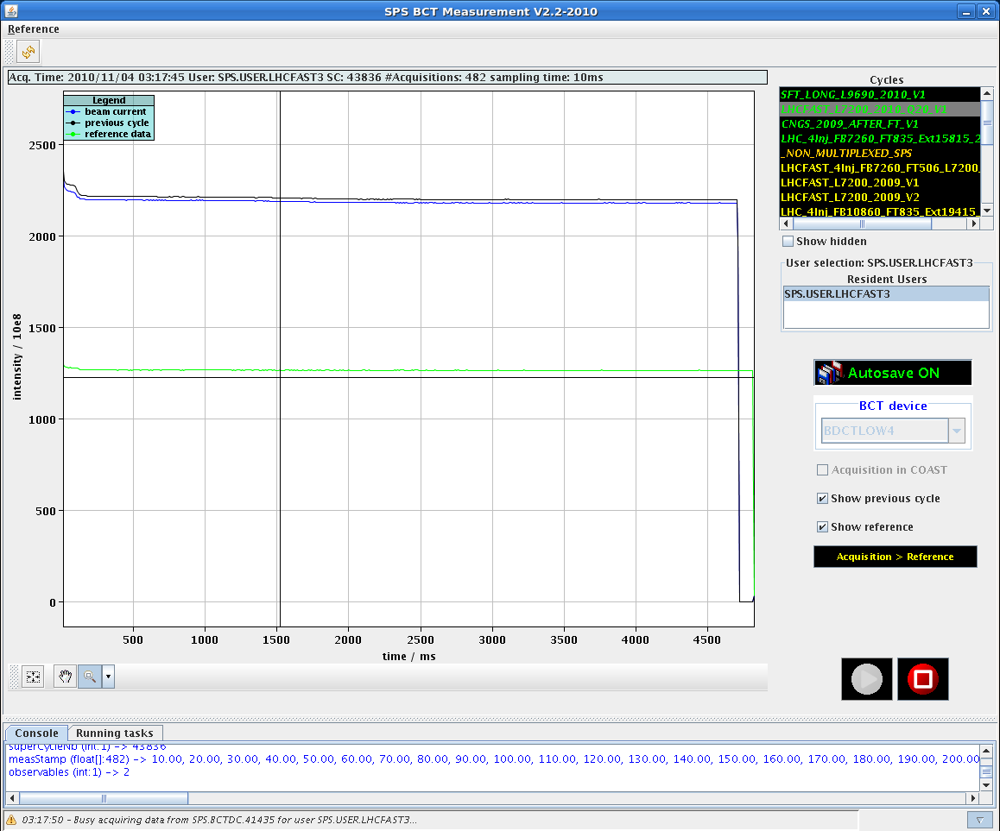 SPS BCT Measurement V2.2-2010
Reference
Acq. Time: 2010/11/04 03:17:45 User: SPS.USER.LHCFAST3 SC: 43836 #Acquisitions: 482 sampling time: 10ms
Legend
beam current
previous cycle
reference data
2500
2000
1500
1000
500
0
intensity / 10e8
500 1000 1500 2000 2500 3000 3500 4000 4500
time / ms
Cycles
SFT_LONG_L9690_2010_V1
LHCFAST_L7200_2010_Q20_V1
CNGS_2009_AFTER_FT_V1
LHC_4Inj_FB7260_FT835_Ext15815_2
_NON_MULTIPLEXED_SPS
LHCFAST_4Inj_FB7260_FT506_L7200_
LHCFAST_L7200_2009_V1
LHCFAST_L7200_2009_V2
LHC_4Inj_FB10860_FT835_Ext19415_
Show hidden
User selection: SPS.USER.LHCFAST3
Resident Users
SPS.USER.LHCFAST3
Autosave ON
BCT device
BDCTLOW4
Acquisition in COAST
Show previous cycle
Show reference
Acquisition > Reference
Console Running tasks
superCycleNb (int:1) -> 43836
measStamp (float[]:482) -> 10.00, 20.00, 30.00, 40.00, 50.00, 60.00, 70.00, 80.00, 90.00, 100.00, 110.00, 120.00, 130.00, 140.00, 150.00, 160.00, 170.00, 180.00, 190.00, 200.00
observables (int:1) -> 2
03:17:50 - Busy acquiring data from SPS.BCTDC.41435 for user SPS.USER.LHCFAST3...